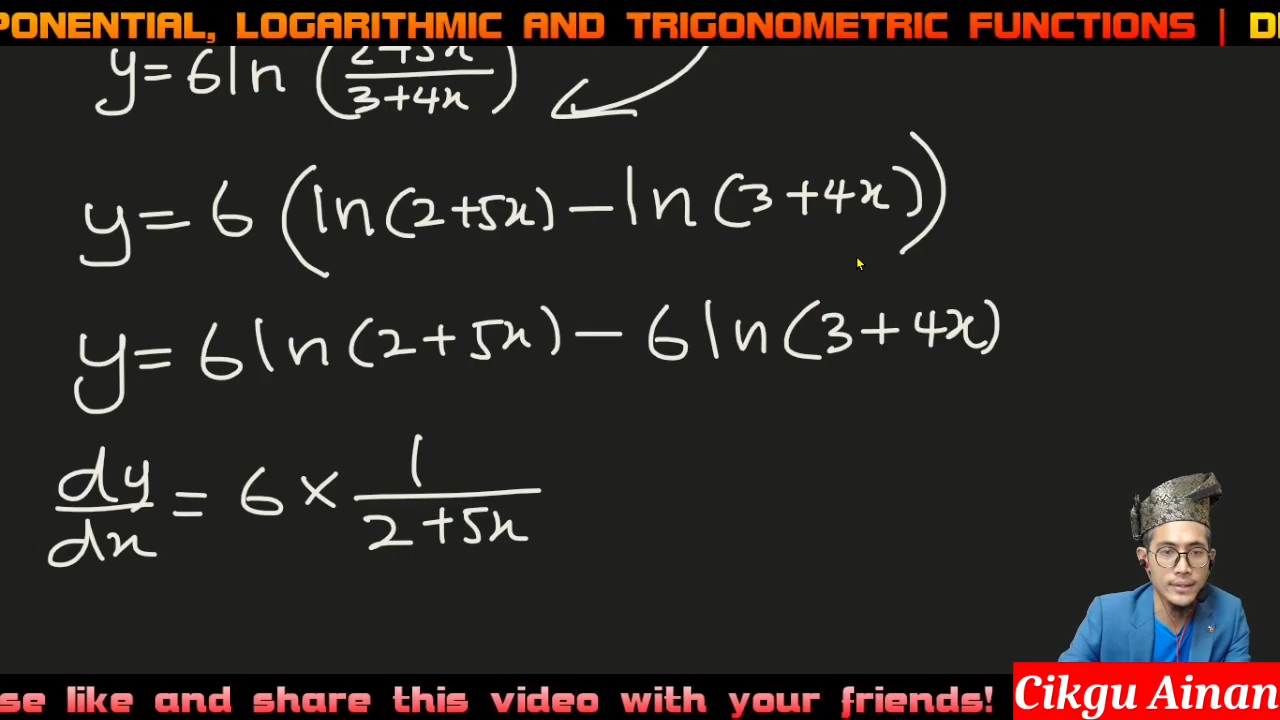 PONENTIAL, LOGARITHMIC AND TRIGONOMETRIC FUNCTIONS | D
y = 6 ln (2+5x / 3+4x)
y = 6 (ln(2+5x) − ln(3+4x))
y = 6 ln(2+5x) − 6 ln(3+4x)
dy/dx = 6 × 1/(2+5x)
se like and share this video with your friends!
Cikgu Ainan